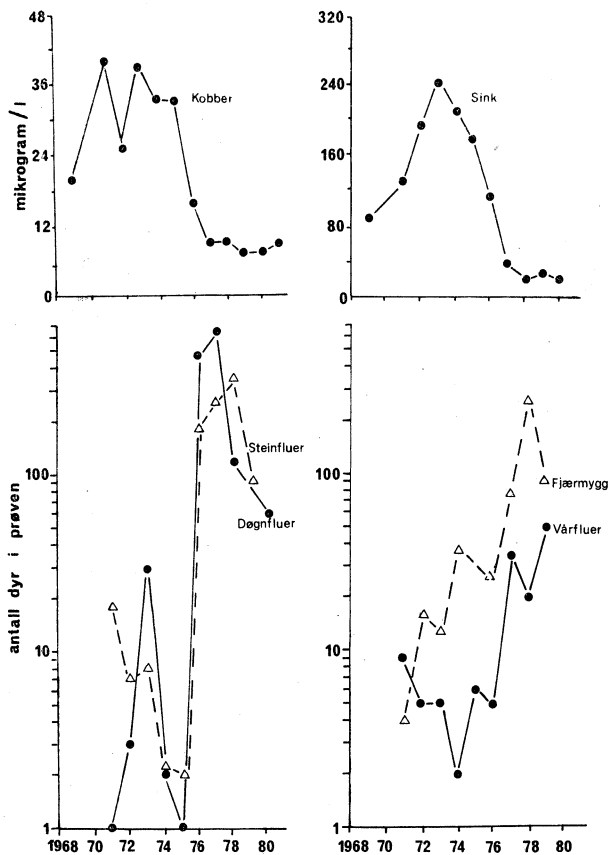 48
36
24
12
0
mikrogram/l
Kobber
320
240
160
80
0
Sink
100
10
1
antall dyr i prøven
Steinfluer
Døgnfluer
1968 70 72 74 76 78 80
100
10
1
Fjærmygg
Vårfluer
1968 70 72 74 76 78 80